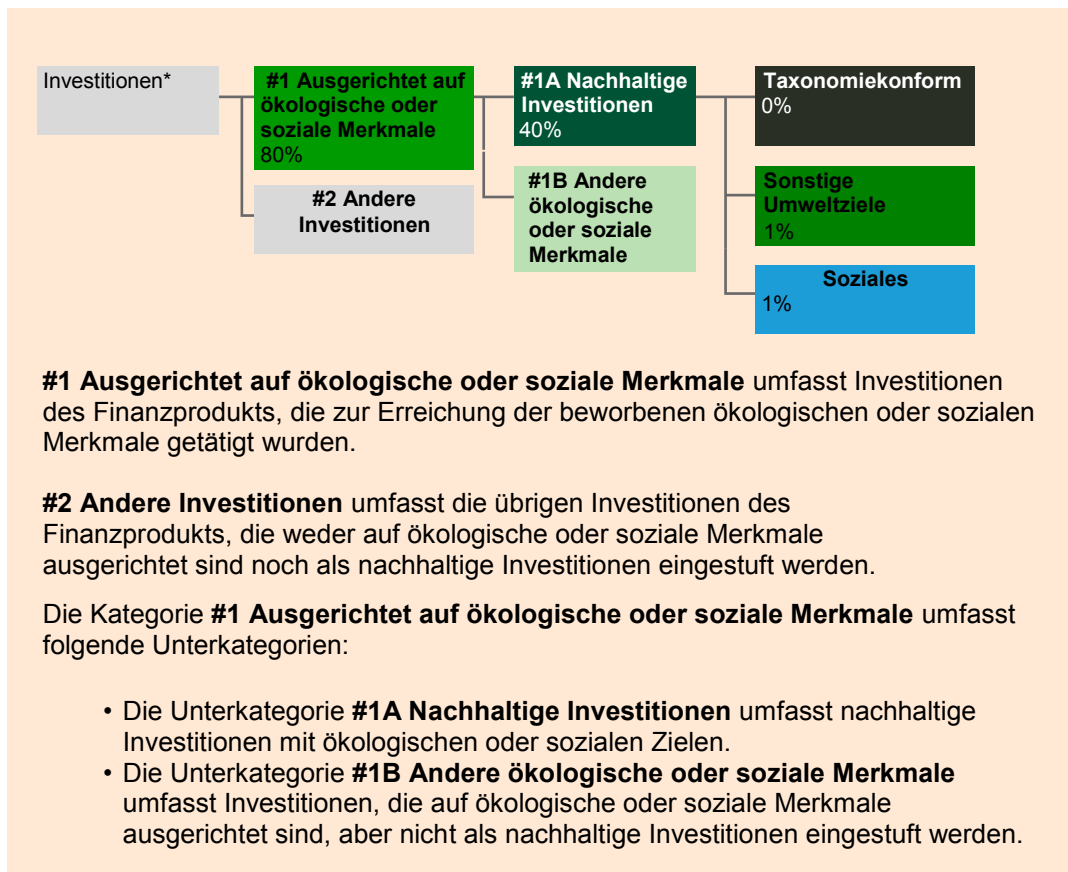 Investitionen*
#1 Ausgerichtet auf
ökologische oder
soziale Merkmale
80%
#2 Andere
Investitionen
#1A Nachhaltige
Investitionen
40%
#1B Andere
ökologische
oder soziale
Merkmale
Taxonomiekonform
0%
Sonstige
Umweltziele
1%
Soziales
1%
#1 Ausgerichtet auf ökologische oder soziale Merkmale umfasst Investitionen
des Finanzprodukts, die zur Erreichung der beworbenen ökologischen oder sozialen
Merkmale getätigt wurden.
#2 Andere Investitionen umfasst die übrigen Investitionen des
Finanzprodukts, die weder auf ökologische oder soziale Merkmale
ausgerichtet sind noch als nachhaltige Investitionen eingestuft werden.
Die Kategorie #1 Ausgerichtet auf ökologische oder soziale Merkmale umfasst
folgende Unterkategorien:
• Die Unterkategorie #1A Nachhaltige Investitionen umfasst nachhaltige
Investitionen mit ökologischen oder sozialen Zielen.
• Die Unterkategorie #1B Andere ökologische oder soziale Merkmale
umfasst Investitionen, die auf ökologische oder soziale Merkmale
ausgerichtet sind, aber nicht als nachhaltige Investitionen eingestuft werden.